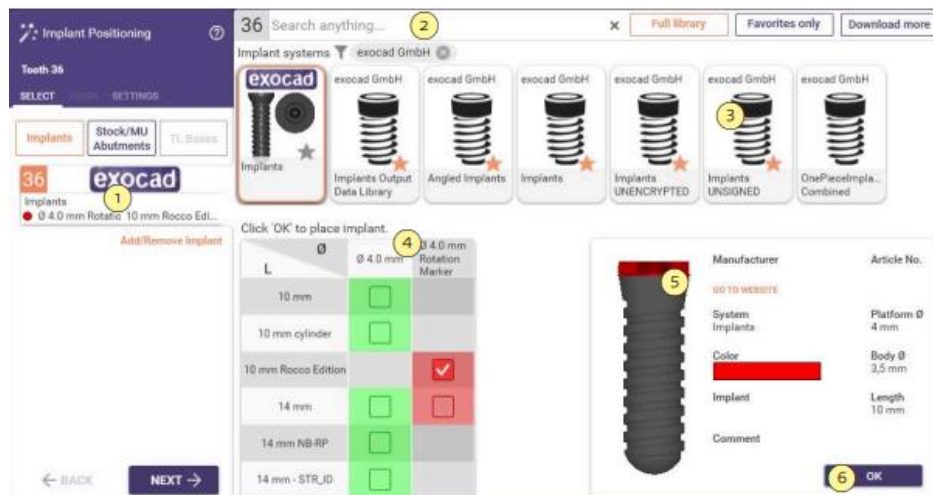 Implant Positioning
Tooth 36
SELECT ALIGN SETTINGS
Implants
Stock/MU
Abutments
Ti. Bases
36 exocad
1
Implants
Ø 4.0 mm Rotatic 10 mm Rocco Edi...
Add/Remove Implant
← BACK
NEXT →
36 Search anything...
2
×
Full library
Favorites only
Download more
Implant systems
exocad GmbH
exocad
Implants
exocad GmbH
Implants Output
Data Library
exocad GmbH
Angled Implants
exocad GmbH
Implants
exocad GmbH
Implants
UNENCRYPTED
exocad GmbH
3
Implants
UNSIGNED
exocad GmbH
OnePieceImpla...
Combined
Click 'OK' to place implant.
4
Ø
L
Ø 4.0 mm
Ø 4.0 mm
Rotation
Marker
10 mm
10 mm cylinder
10 mm Rocco Edition
14 mm
14 mm NB-RP
14 mm - STR_ID
5
Manufacturer
Article No.
GO TO WEBSITE
System
Implants
Platform Ø
4 mm
Color
Body Ø
3,5 mm
Implant
Length
10 mm
Comment
6
OK